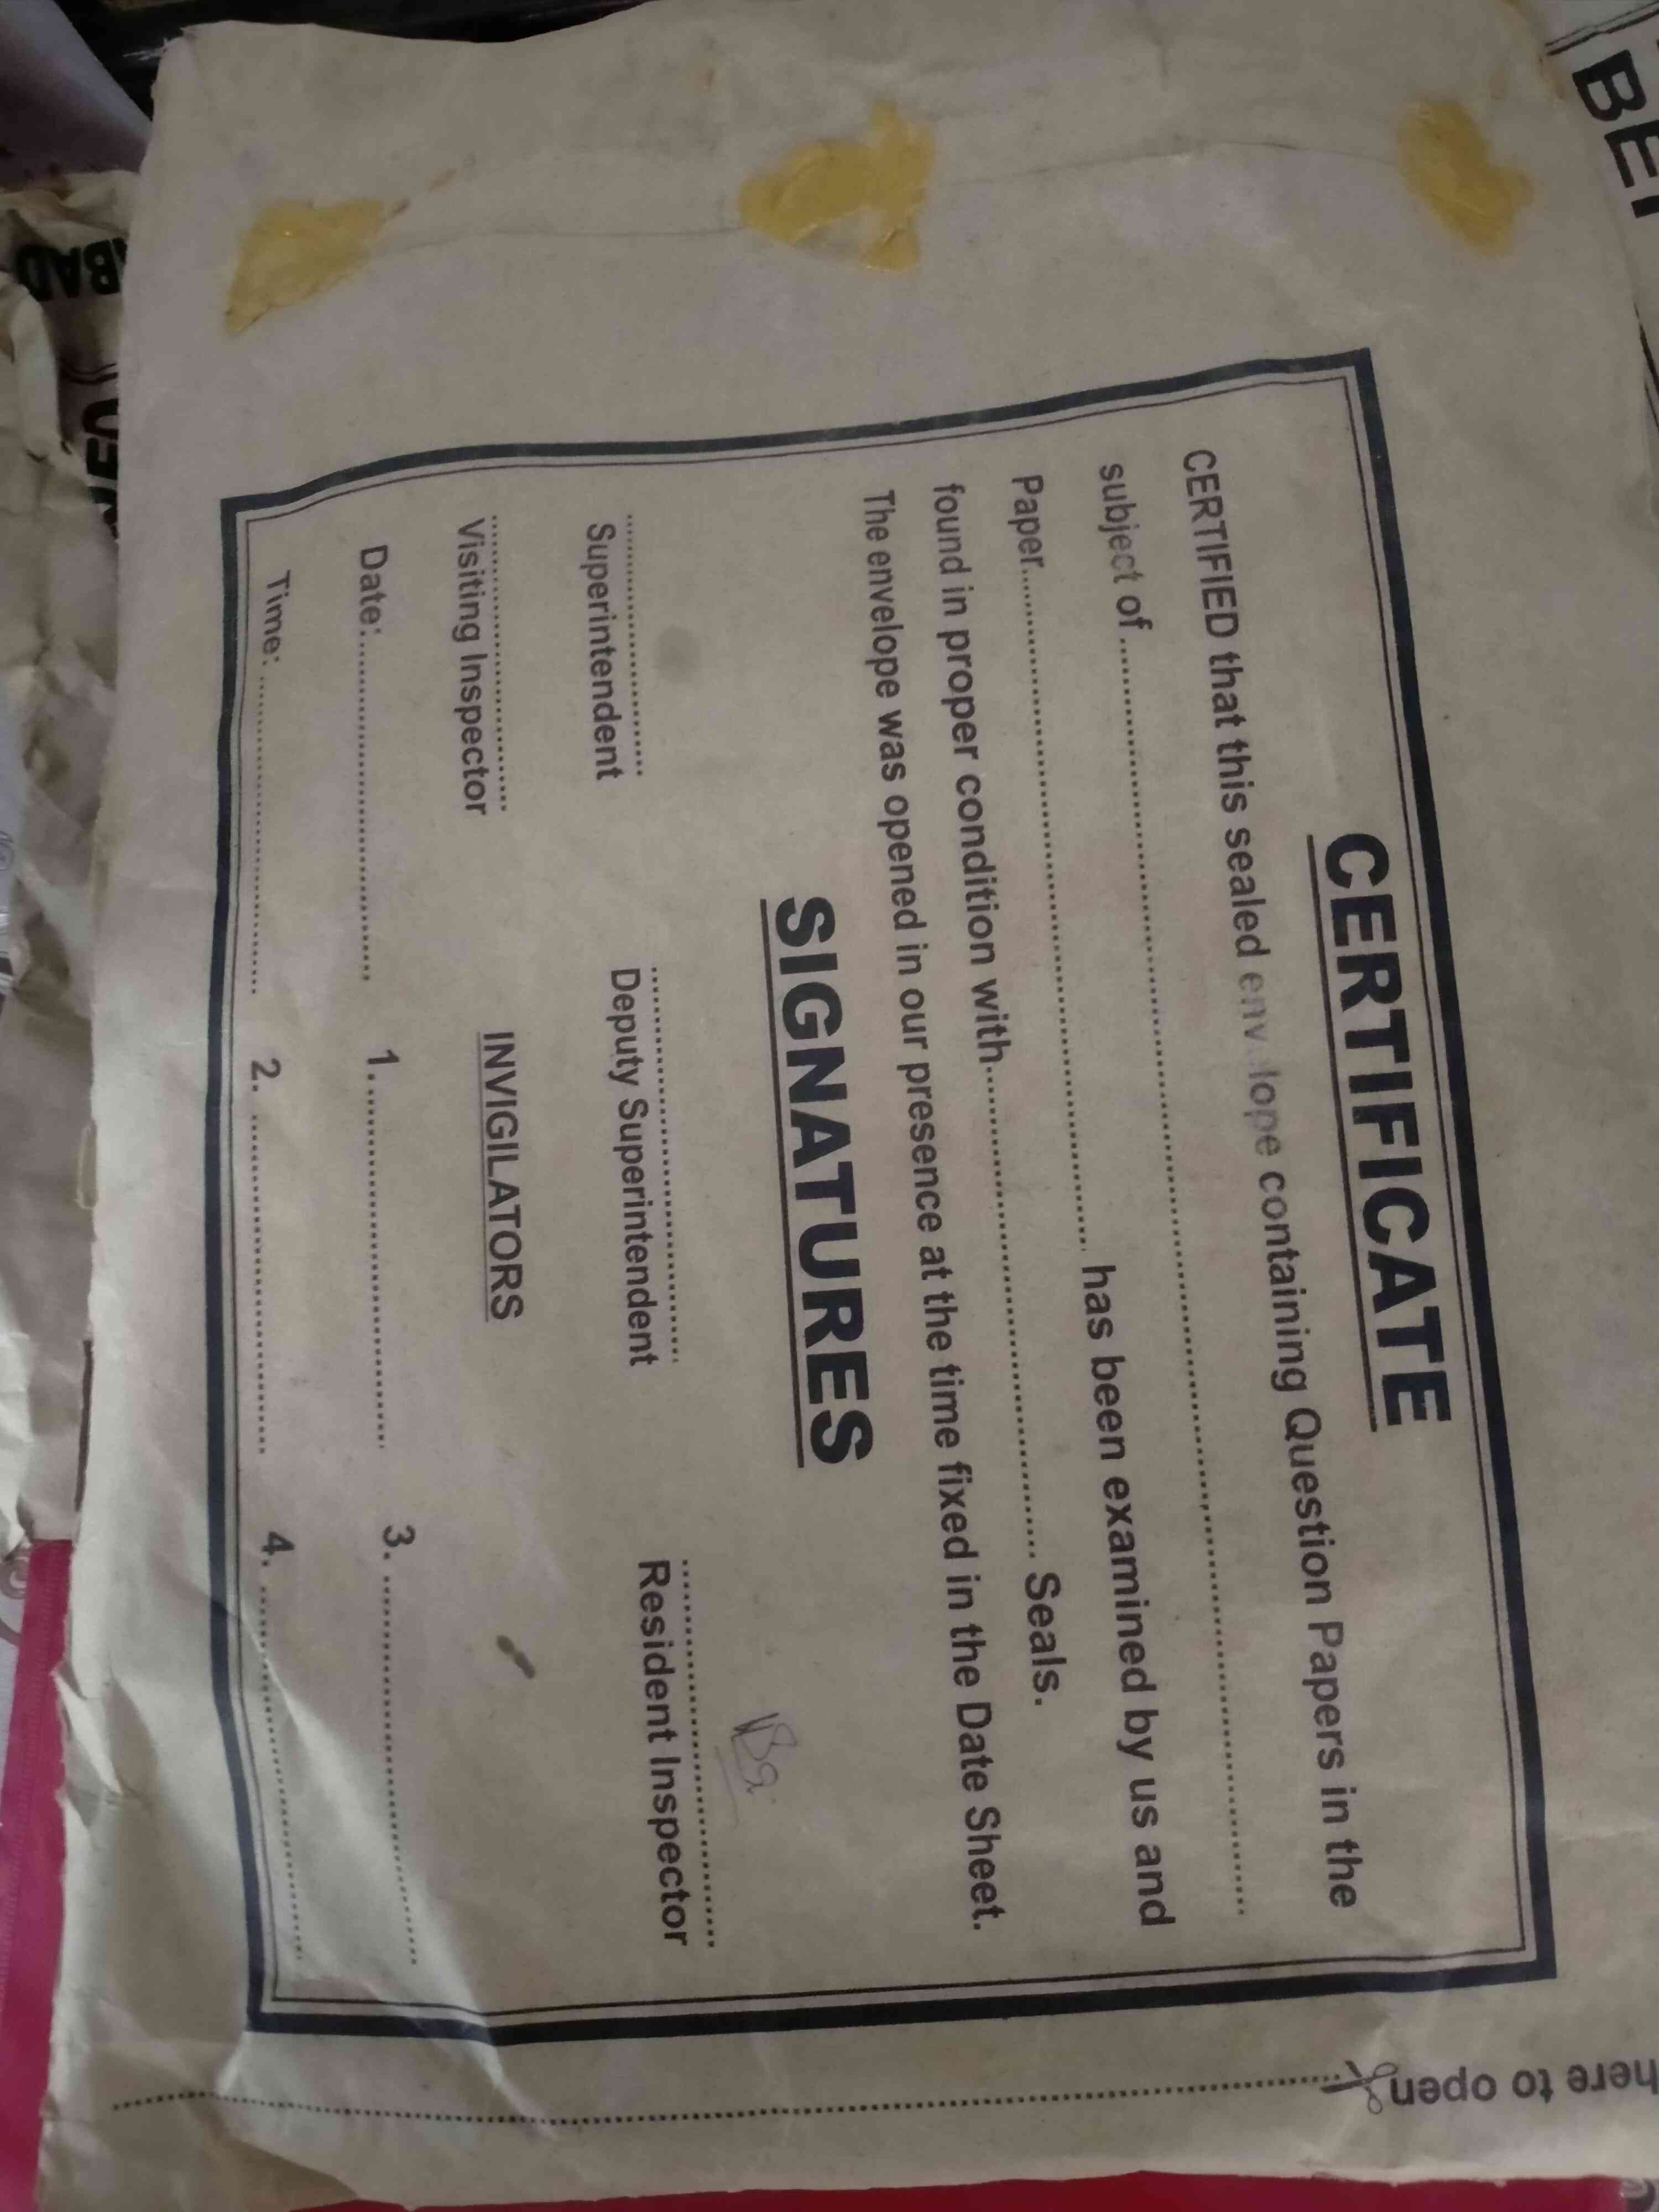 CERTIFICATE
CERTIFIED that this sealed envelope containing Question Papers in the
subject of ........................................
Paper........................................ has been examined by us and
found in proper condition with........................................ Seals.
The envelope was opened in our presence at the time fixed in the Date Sheet.
SIGNATURES
Superintendent Deputy Superintendent Resident Inspector
Visiting Inspector INVIGILATORS
Date:.............................. 1............................... 3. ..............................
Time: .............................. 2. .............................. 4. ..............................
here to open
BAD